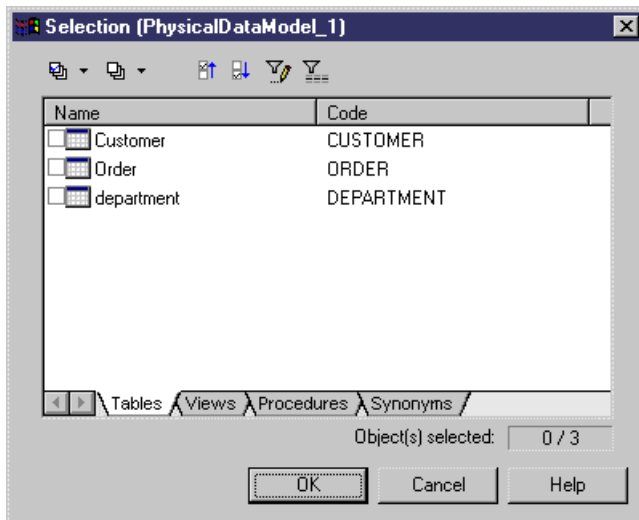 Selection (PhysicalDataModel_1)
Name Code
Customer CUSTOMER
Order ORDER
department DEPARTMENT
Tables Views Procedures Synonyms
Object(s) selected: 0 / 3
OK Cancel Help